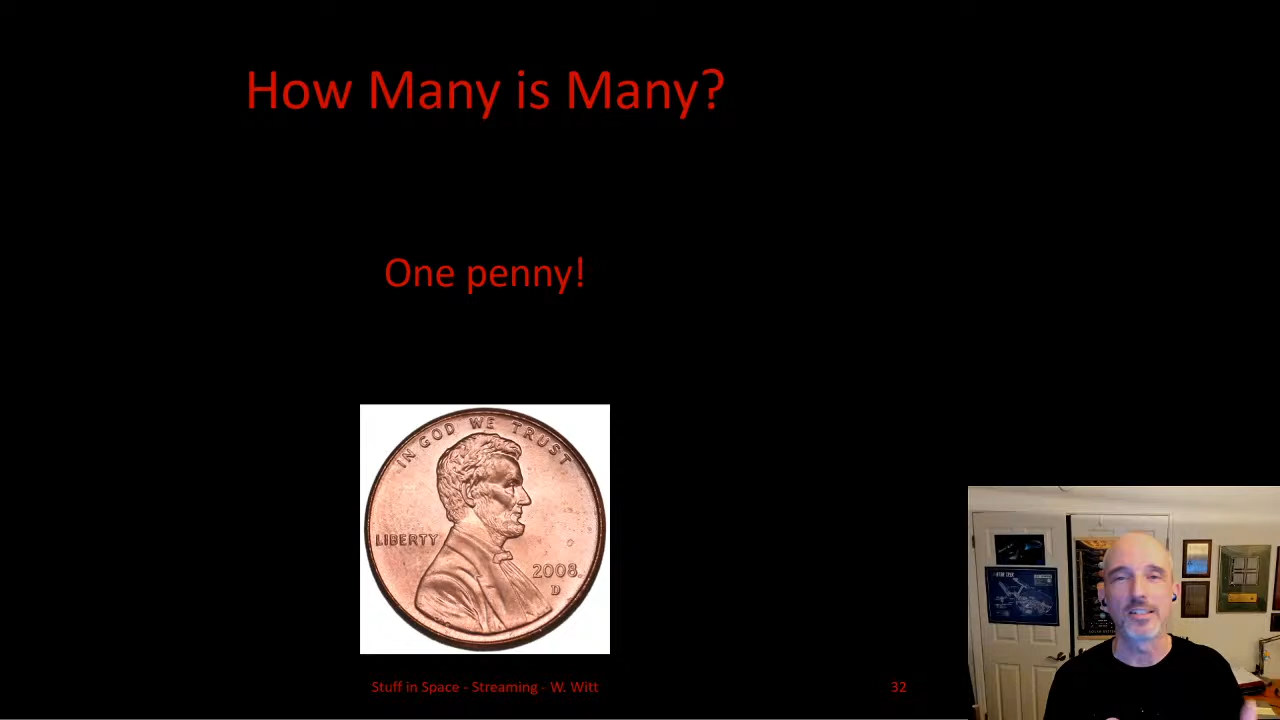 How Many is Many?
One penny!
IN GOD WE TRUST
LIBERTY
2008
D
Stuff in Space - Streaming - W. Witt
32